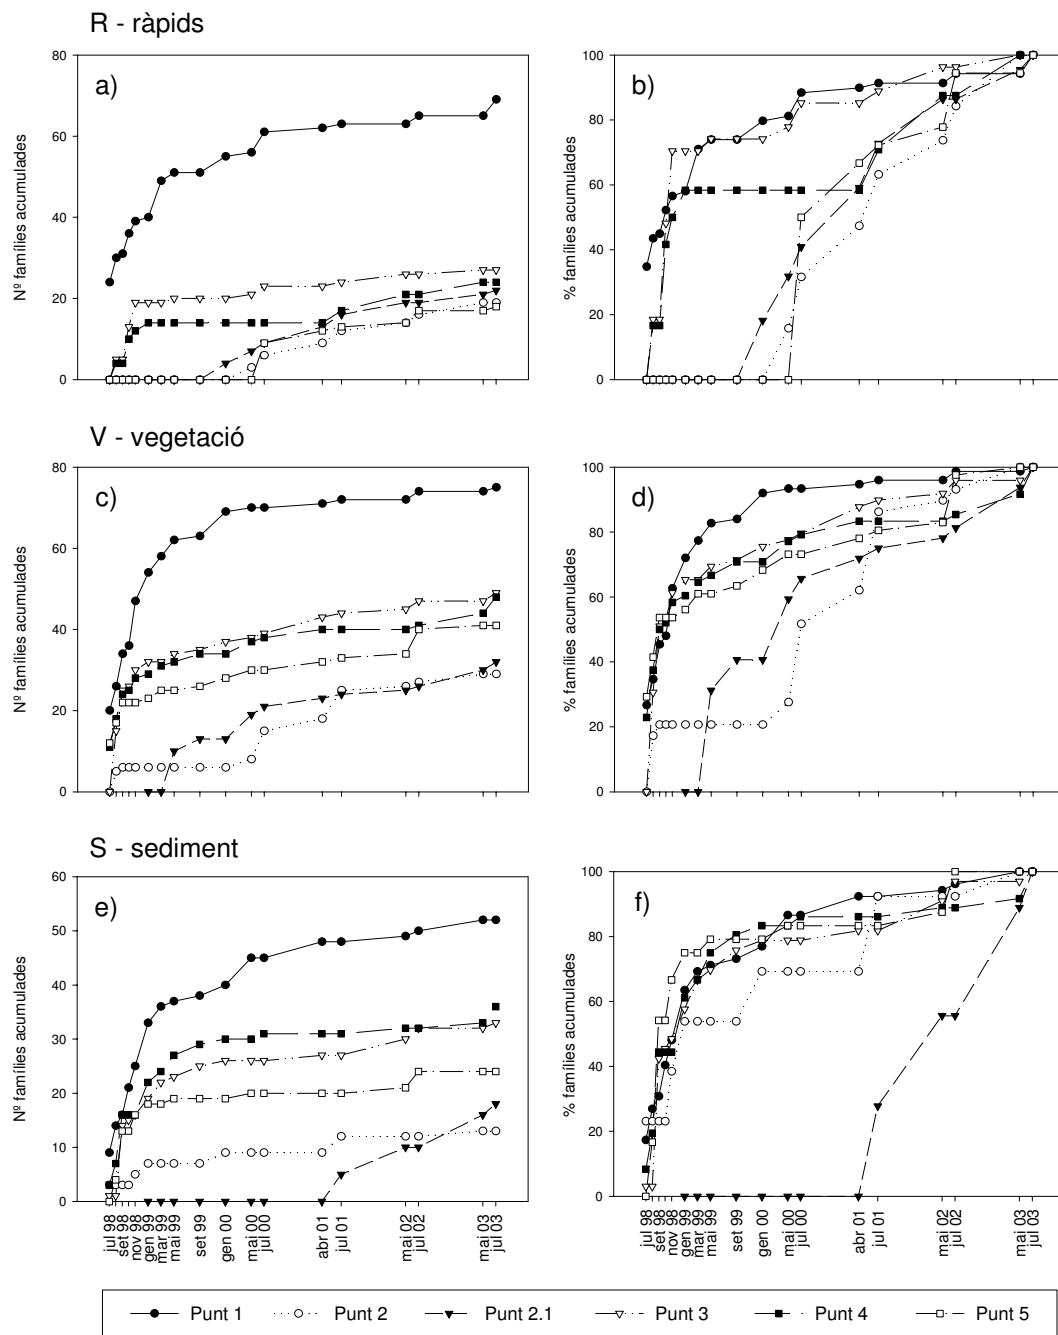 R - ràpids
a)
Nº famílies acumulades
80
60
40
20
0
b)
% famílies acumulades
100
80
60
40
20
0
V - vegetació
c)
Nº famílies acumulades
80
60
40
20
0
d)
% famílies acumulades
100
80
60
40
20
0
S - sediment
e)
Nº famílies acumulades
60
50
40
30
20
10
0
jul 98
set 98
nov 98
gen 99
mar 99
mai 99
set 99
gen 00
mai 00
jul 00
abr 01
jul 01
mai 02
jul 02
mai 03
jul 03
f)
% famílies acumulades
100
80
60
40
20
0
jul 98
set 98
nov 98
gen 99
mar 99
mai 99
set 99
gen 00
mai 00
jul 00
abr 01
jul 01
mai 02
jul 02
mai 03
jul 03
Punt 1 Punt 2 Punt 2.1 Punt 3 Punt 4 Punt 5